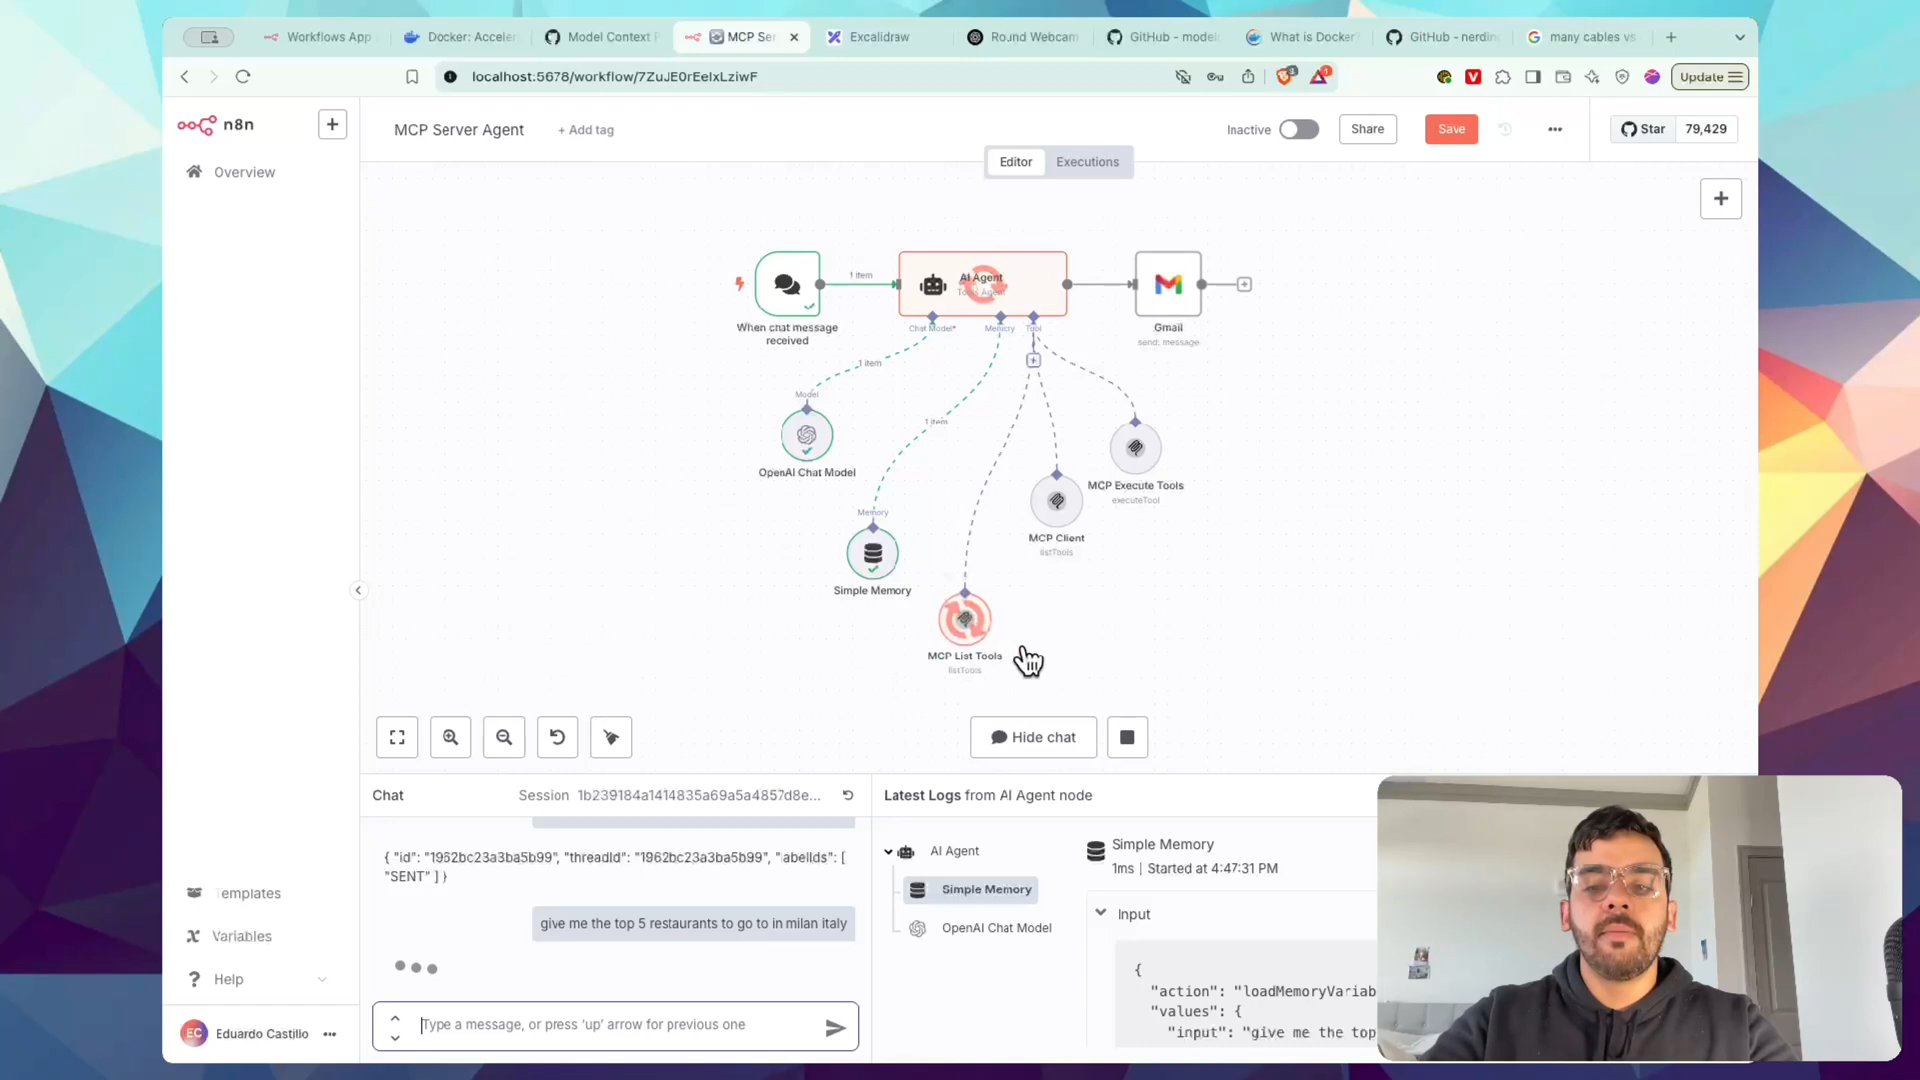 Workflows App
Docker: Acceler
Model Context P
MCP Ser
Excalidraw
Round Webcam
GitHub - model
What is Docker?
GitHub - nerdin
many cables vs
localhost:5678/workflow/7ZuJE0rEeIxLziwF
Update
n8n
MCP Server Agent
+ Add tag
Inactive
Share
Save
Star
79,429
Editor
Executions
Overview
1 item
AI Agent
Tools Agent
When chat message
received
Chat Model*
Memory
Tool
Gmail
send: message
1 item
Model
OpenAI Chat Model
1 item
Memory
Simple Memory
MCP Execute Tools
executeTool
MCP Client
listTools
MCP List Tools
listTools
Hide chat
Chat
Session 1b239184a1414835a69a5a4857d8e...
Latest Logs from AI Agent node
{ "id": "1962bc23a3ba5b99", "threadId": "1962bc23a3ba5b99", "labelIds": [
"SENT" ] }
give me the top 5 restaurants to go to in milan italy
Type a message, or press 'up' arrow for previous one
AI Agent
Simple Memory
OpenAI Chat Model
Simple Memory
1ms | Started at 4:47:31 PM
Input
{
"action": "loadMemoryVariab
"values": {
"input": "give me the top
Templates
Variables
Help
EC
Eduardo Castillo